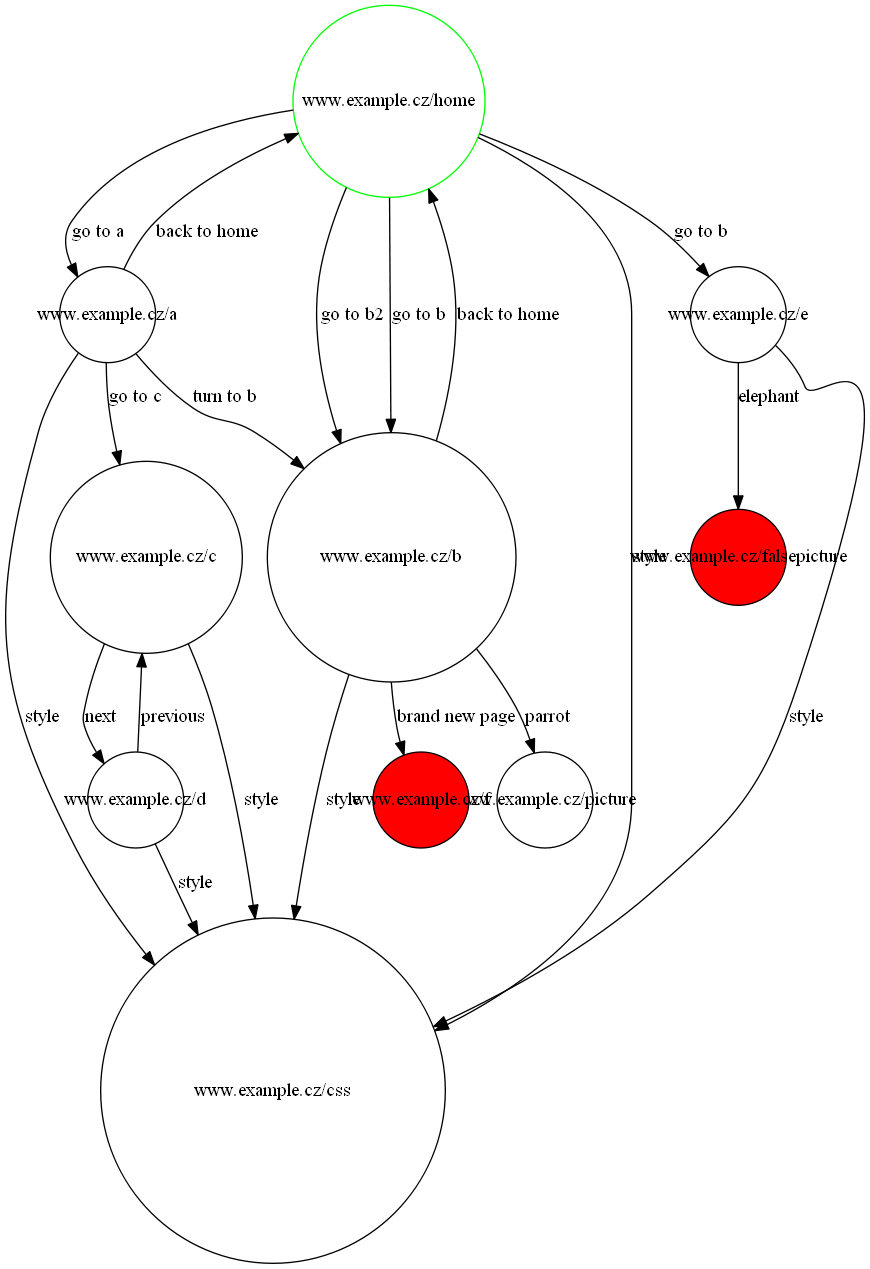 www.example.cz/home
go to a
back to home
go to b
www.example.cz/a
go to b2
go to b
back to home
www.example.cz/e
go to c
turn to b
elephant
www.example.cz/c
www.example.cz/b
style
www.example.cz/falsepicture
style
next
previous
brand new page
parrot
style
www.example.cz/d
style
style
www.example.cz/f
www.example.cz/picture
style
www.example.cz/css